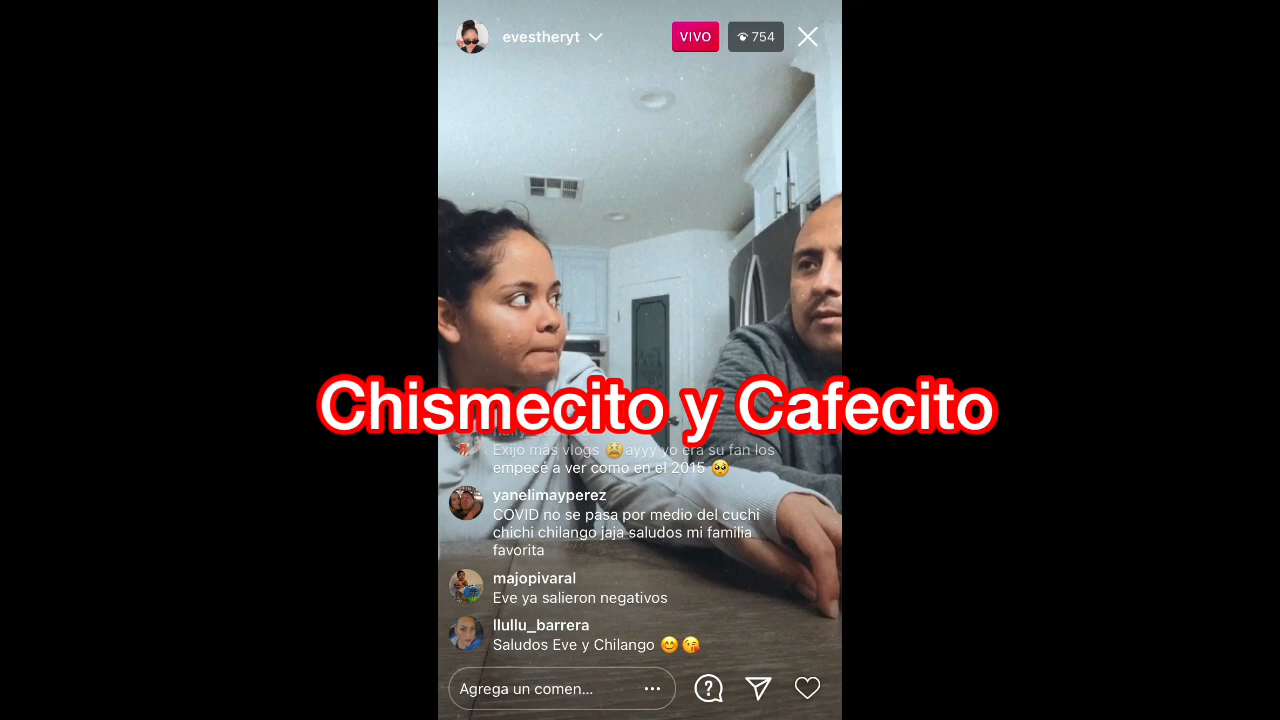 evestheryt
VIVO
754
Chismecito y Cafecito
Exijo más vlogs 😫ayyy yo era su fan los
empecé a ver como en el 2015 🥺
yanelimayperez
COVID no se pasa por medio del cuchi
chichi chilango jaja saludos mi familia
favorita
majopivaral
Eve ya salieron negativos
llullu_barrera
Saludos Eve y Chilango 😊😘
Agrega un comen...